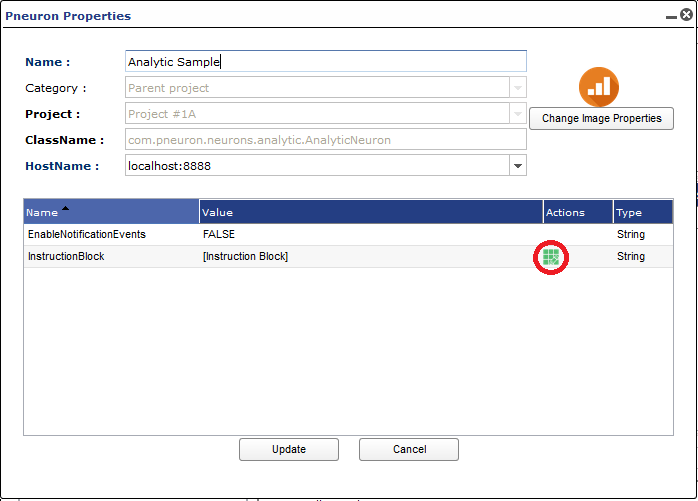 Pneuron Properties
Name : Analytic Sample
Category : Parent project
Project : Project #1A
Change Image Properties
ClassName : com.pneuron.neurons.analytic.AnalyticNeuron
HostName : localhost:8888
Name Value Actions Type
EnableNotificationEvents FALSE String
InstructionBlock [Instruction Block] String
Update Cancel